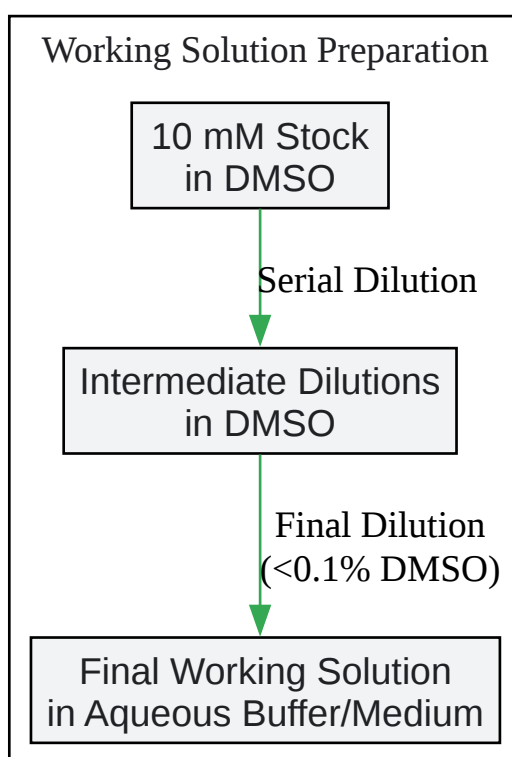 Working Solution Preparation
10 mM Stock
in DMSO
Serial Dilution
Intermediate Dilutions
in DMSO
Final Dilution
(<0.1% DMSO)
Final Working Solution
in Aqueous Buffer/Medium